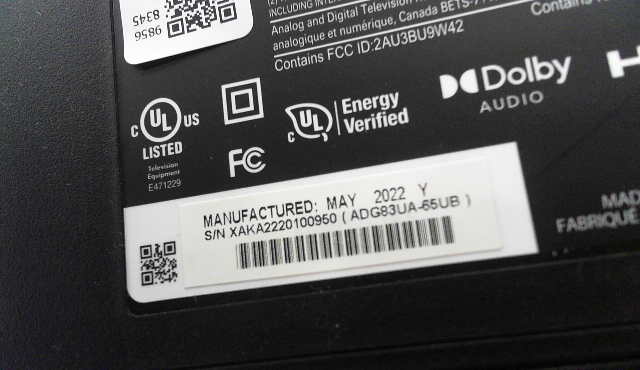 9856
8345
INCLUDING INTERFERENCE
Analog and Digital Television
analogique et numérique, Canada BETS-7
Contains FCC ID:2AU3BU9W42
Contains
C UL US
LISTED
Television
Equipment
E471229
FC
C UL
Energy
Verified
Dolby
AUDIO
H
MANUFACTURED: MAY 2022 Y
S/N XAKA2220100950 ( ADG83UA-65UB )
MAD
FABRIQUÉ